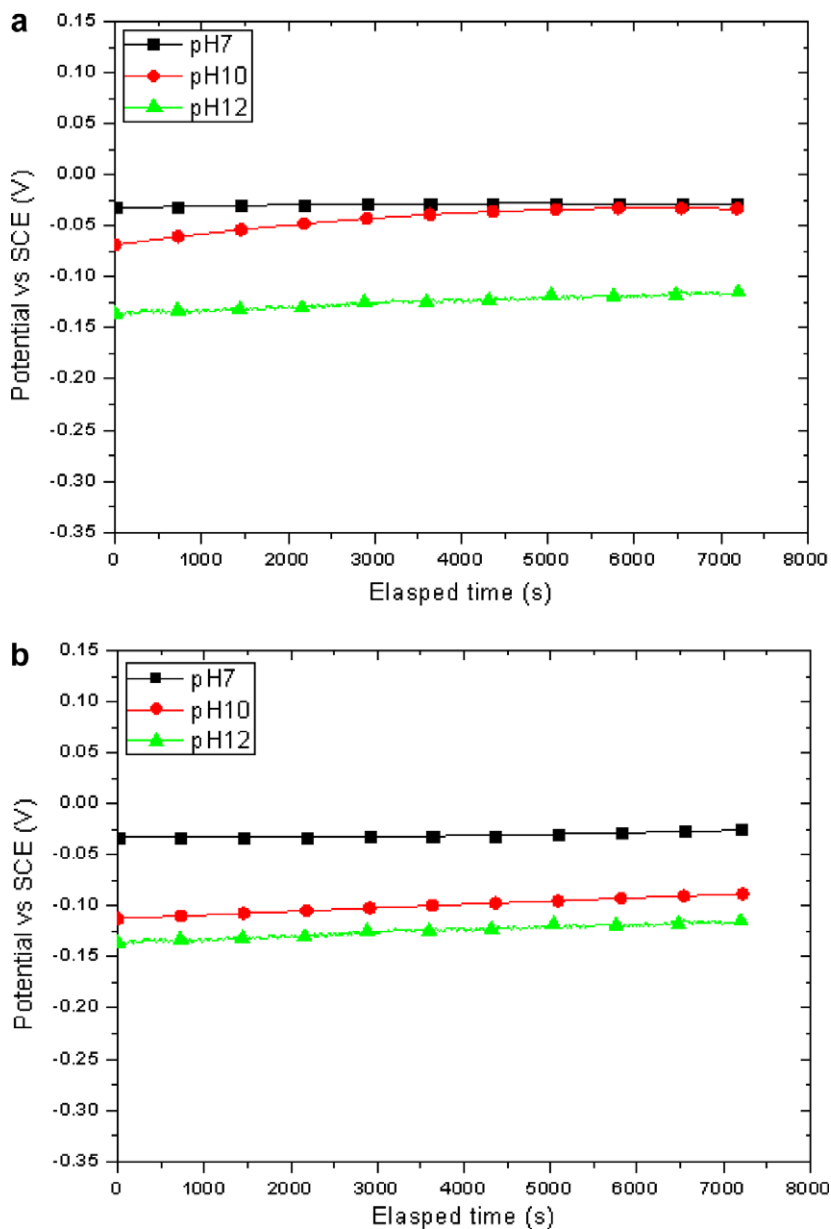 a
0.15
pH7
pH10
pH12
0.10
0.05
0.00
-0.05
-0.10
-0.15
-0.20
-0.25
-0.30
-0.35
Potential vs SCE (V)
0 1000 2000 3000 4000 5000 6000 7000 8000
Elasped time (s)
b
0.15
pH7
pH10
pH12
0.10
0.05
0.00
-0.05
-0.10
-0.15
-0.20
-0.25
-0.30
-0.35
Potential vs SCE (V)
0 1000 2000 3000 4000 5000 6000 7000 8000
Elasped time (s)